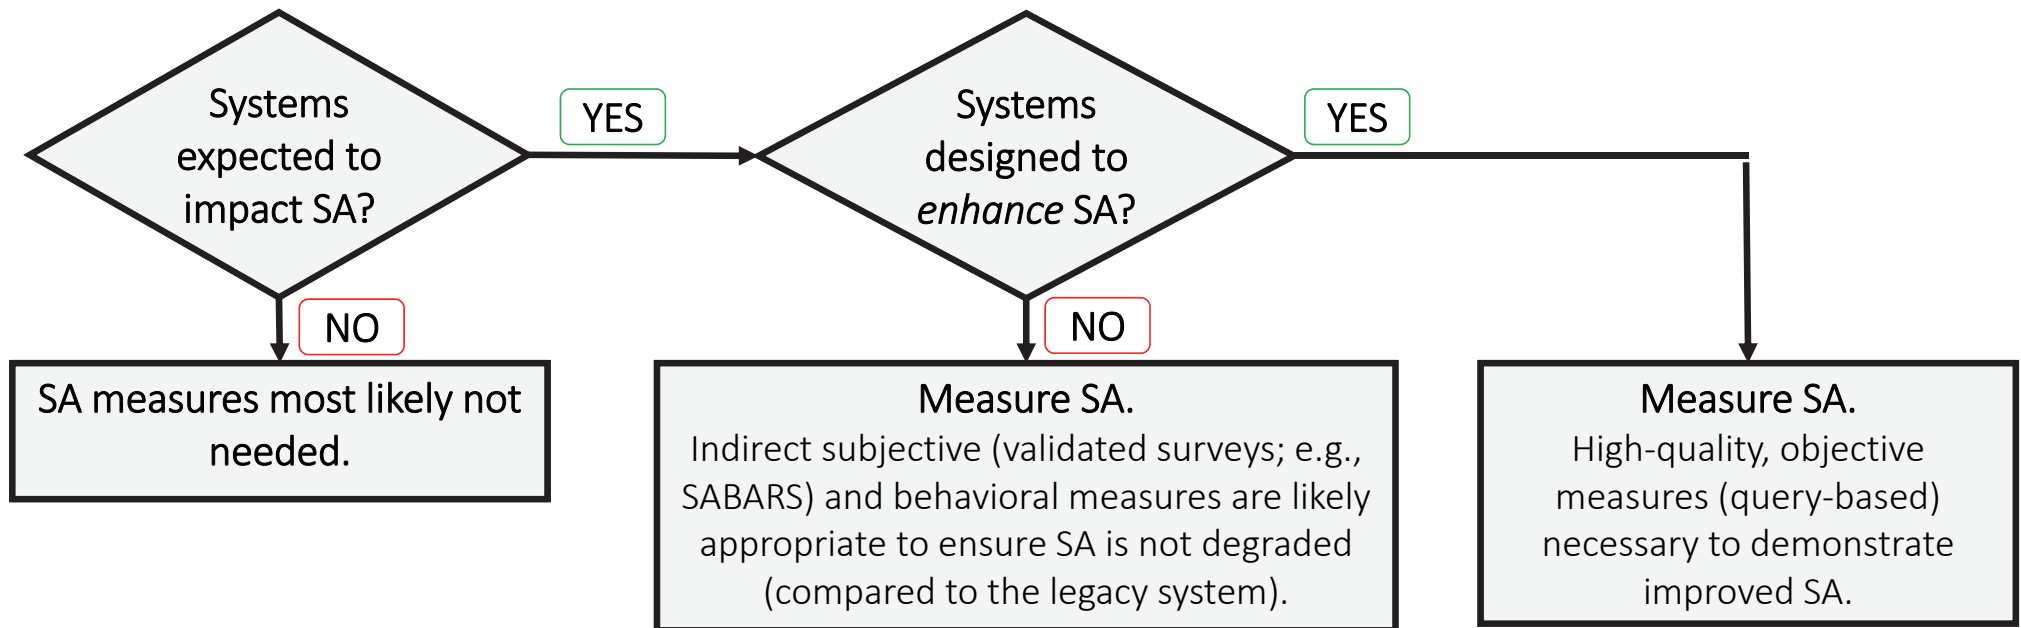 Systems
expected to
impact SA?
YES
Systems
designed to
enhance SA?
YES
NO
NO
SA measures most likely not
needed.
Measure SA.
Indirect subjective (validated surveys; e.g.,
SABARS) and behavioral measures are likely
appropriate to ensure SA is not degraded
(compared to the legacy system).
Measure SA.
High-quality, objective
measures (query-based)
necessary to demonstrate
improved SA.